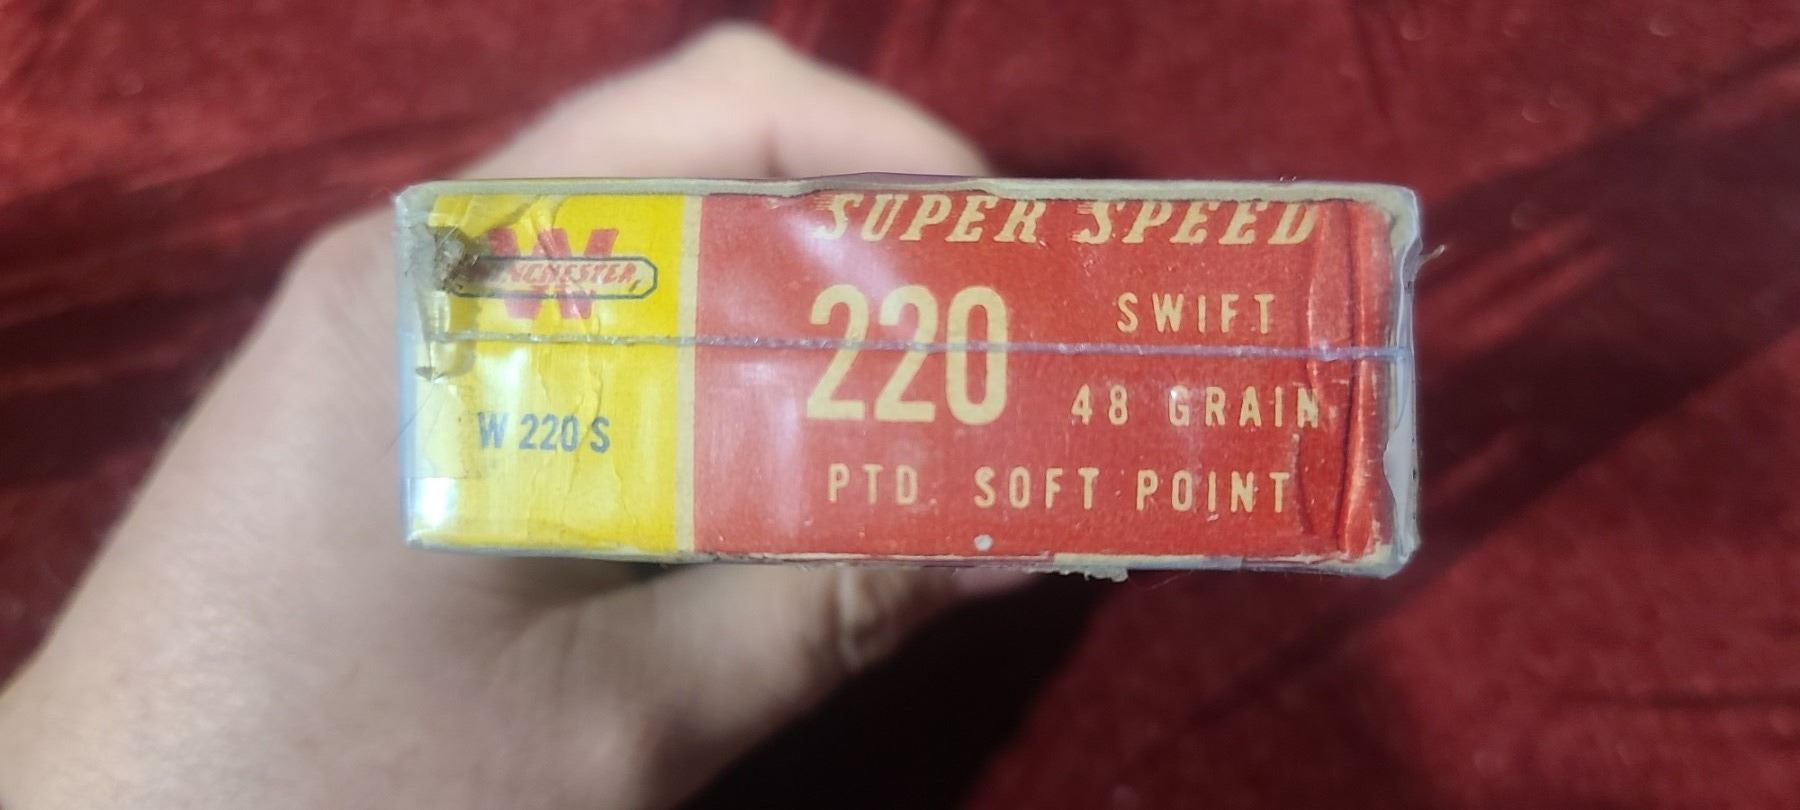 WINCHESTER
W 220 S
SUPER SPEED
220 SWIFT
48 GRAIN
PTD. SOFT POINT